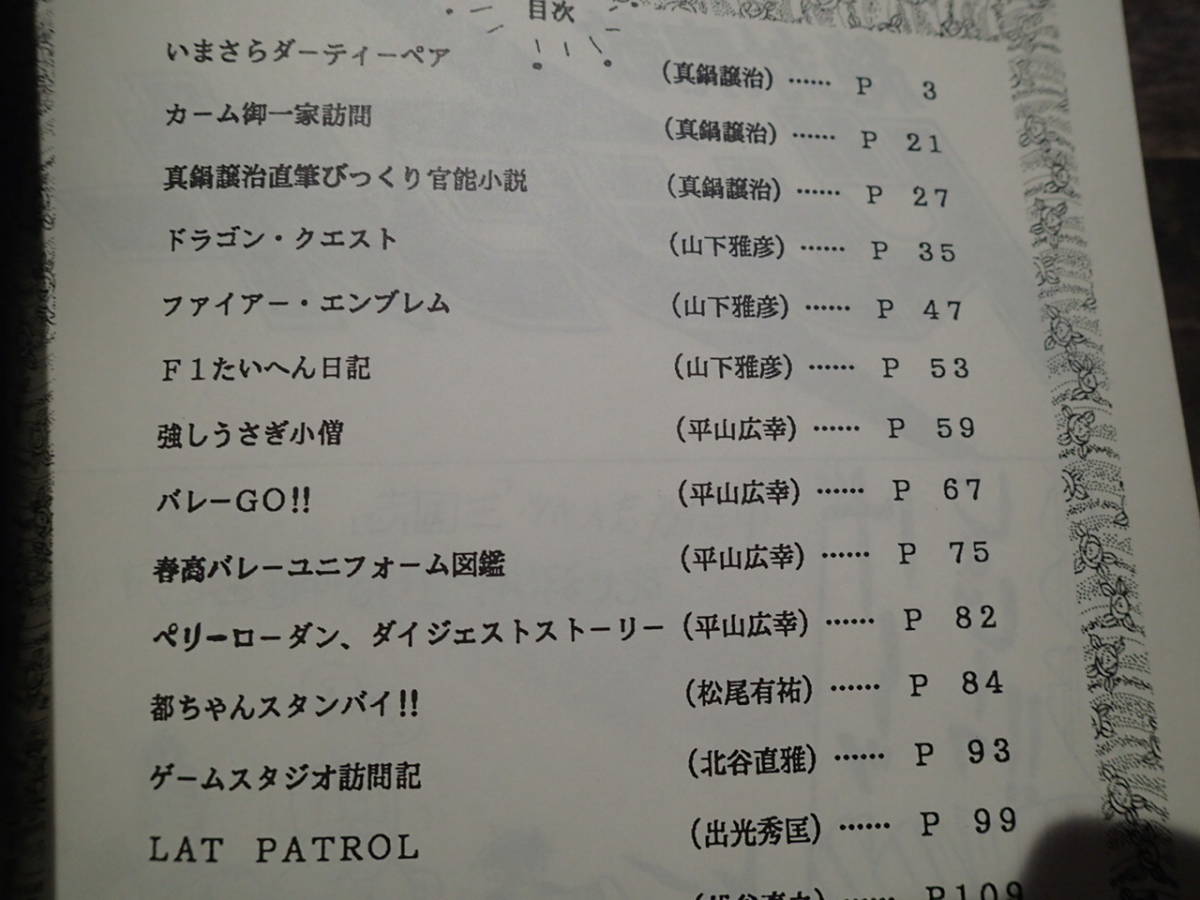 目次
いまさらダーティーペア (真鍋譲治) …… P 3
カーム御一家訪問 (真鍋譲治) …… P 21
真鍋譲治直筆びっくり官能小説 (真鍋譲治) …… P 27
ドラゴン・クエスト (山下雅彦) …… P 35
ファイアー・エンブレム (山下雅彦) …… P 47
F1たいへん日記 (山下雅彦) …… P 53
強しうさぎ小僧 (平山広幸) …… P 59
バレーGO!! (平山広幸) …… P 67
春高バレーユニフォーム図鑑 (平山広幸) …… P 75
ペリーローダン、ダイジェストストーリー (平山広幸) …… P 82
都ちゃんスタンバイ!! (松尾有祐) …… P 84
ゲームスタジオ訪問記 (北谷直雅) …… P 93
LAT PATROL (出光秀匡) …… P 99
…… P109